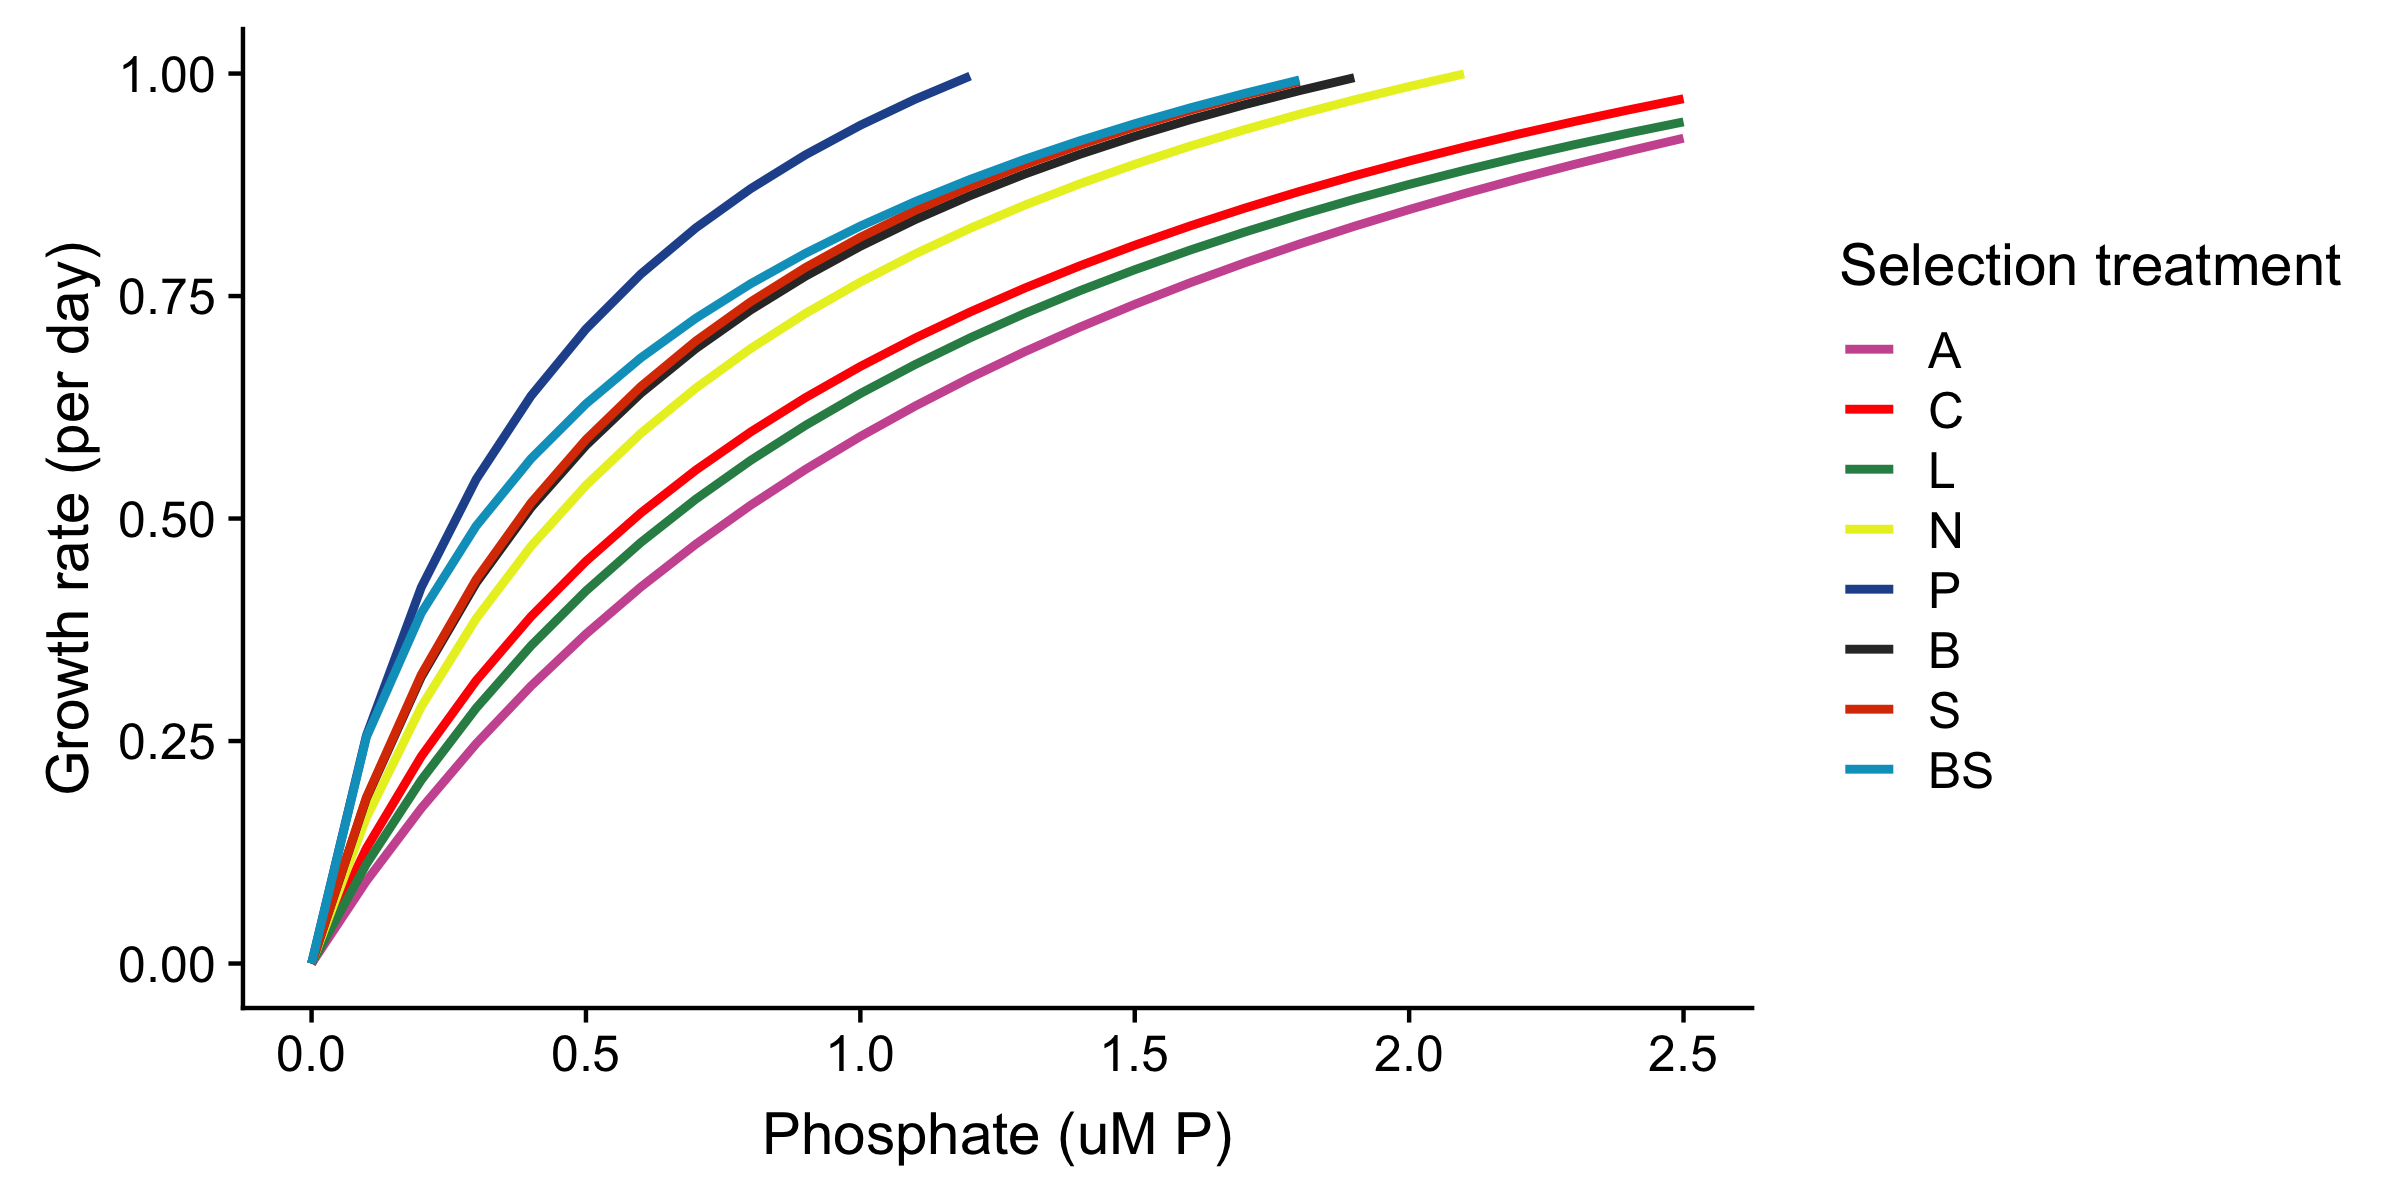 1.00
0.75
0.50
0.25
0.00
Growth rate (per day)
0.0 0.5 1.0 1.5 2.0 2.5
Phosphate (uM P)
Selection treatment
A
C
L
N
P
B
S
BS